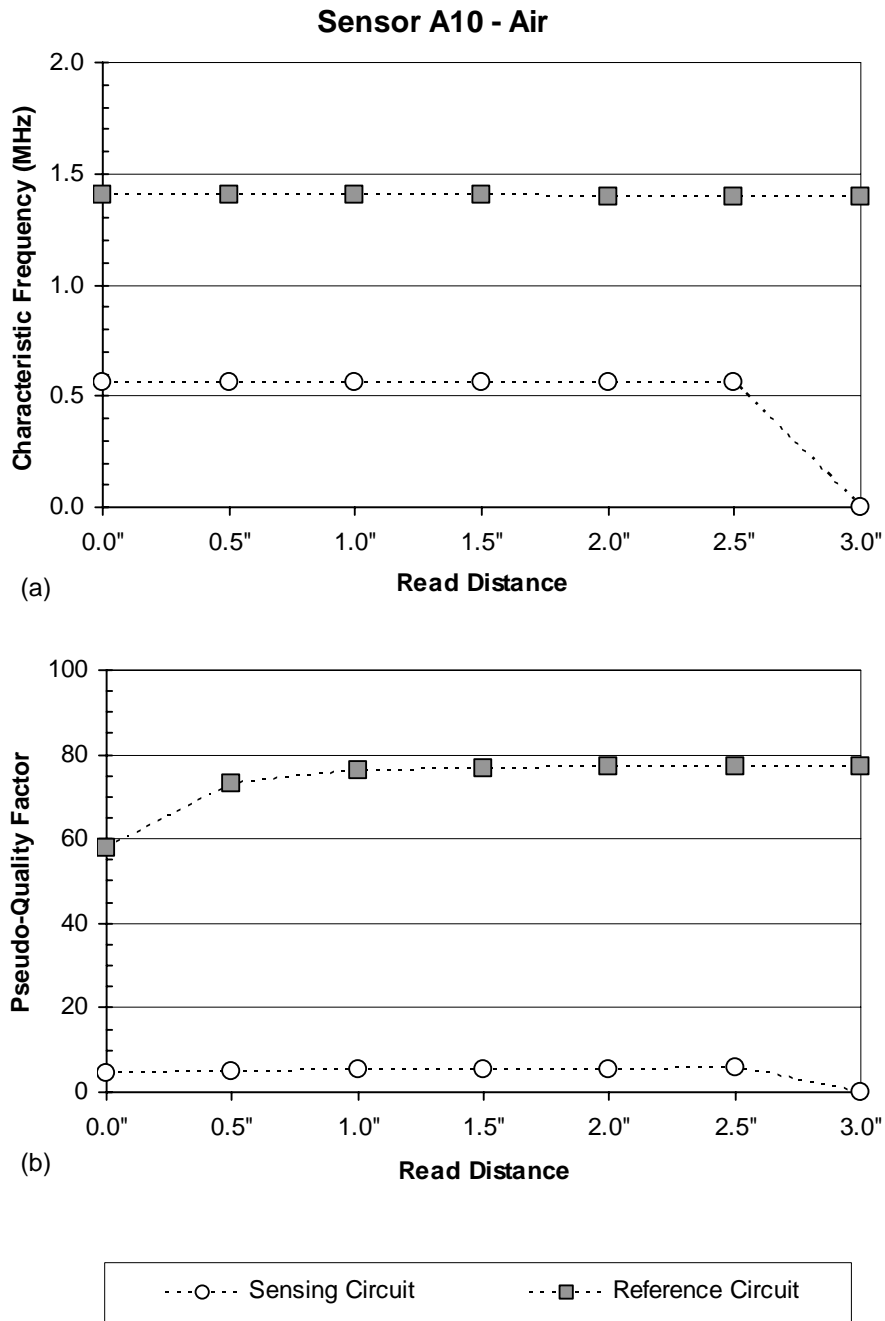 Sensor A10 - Air
Characteristic Frequency (MHz)
2.0
1.5
1.0
0.5
0.0
0.0" 0.5" 1.0" 1.5" 2.0" 2.5" 3.0"
Read Distance
(a)
Pseudo-Quality Factor
100
80
60
40
20
0
0.0" 0.5" 1.0" 1.5" 2.0" 2.5" 3.0"
Read Distance
(b)
Sensing Circuit Reference Circuit